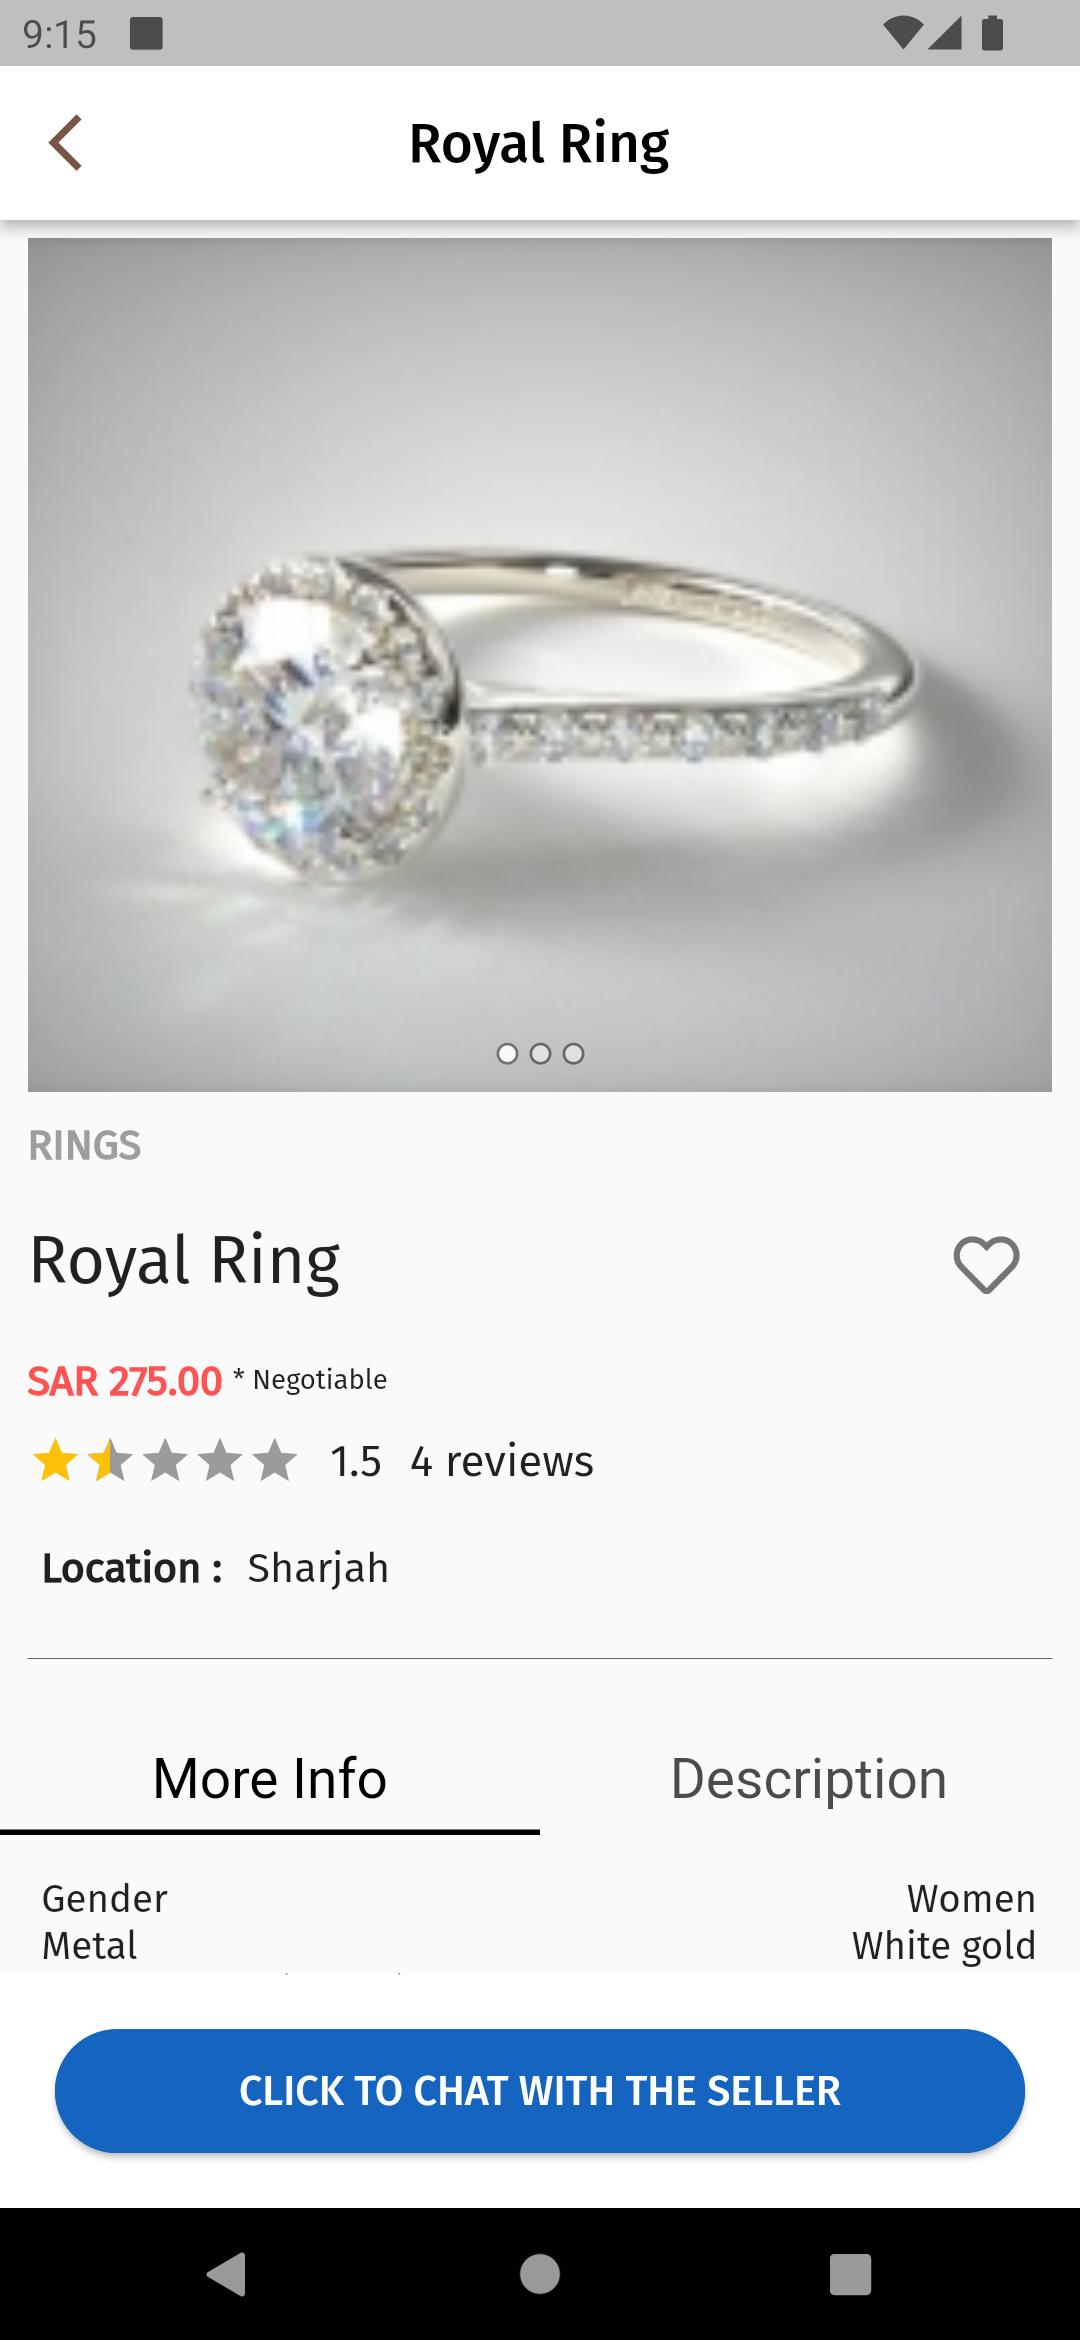 9:15
Royal Ring
RINGS
Royal Ring
SAR 275.00 * Negotiable
1.5 4 reviews
Location : Sharjah
More Info Description
Gender Women
Metal White gold
CLICK TO CHAT WITH THE SELLER